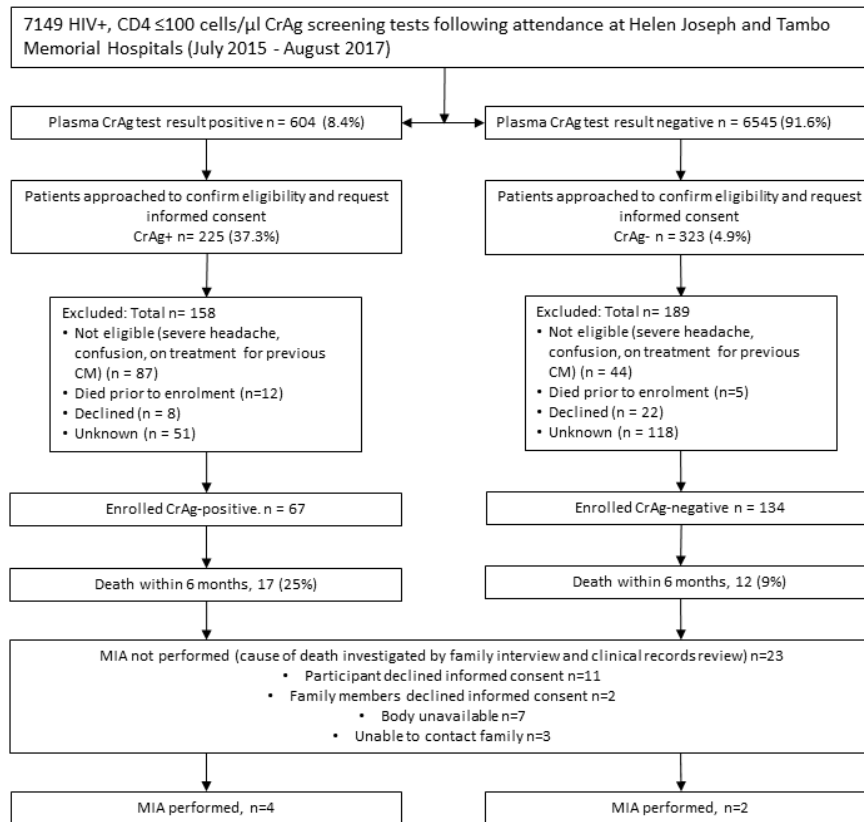 7149 HIV+, CD4 ≤100 cells/µl CrAg screening tests following attendance at Helen Joseph and Tambo
Memorial Hospitals (July 2015 - August 2017)
Plasma CrAg test result positive n = 604 (8.4%)
Plasma CrAg test result negative n = 6545 (91.6%)
Patients approached to confirm eligibility and request
informed consent
CrAg+ n= 225 (37.3%)
Patients approached to confirm eligibility and request
informed consent
CrAg- n = 323 (4.9%)
Excluded: Total n= 158
• Not eligible (severe headache,
confusion, on treatment for previous
CM) (n = 87)
• Died prior to enrolment (n=12)
• Declined (n = 8)
• Unknown (n = 51)
Excluded: Total n= 189
• Not eligible (severe headache,
confusion, on treatment for previous
CM) (n = 44)
• Died prior to enrolment (n=5)
• Declined (n = 22)
• Unknown (n = 118)
Enrolled CrAg-positive. n = 67
Enrolled CrAg-negative n = 134
Death within 6 months, 17 (25%)
Death within 6 months, 12 (9%)
MIA not performed (cause of death investigated by family interview and clinical records review) n=23
• Participant declined informed consent n=11
• Family members declined informed consent n=2
• Body unavailable n=7
• Unable to contact family n=3
MIA performed, n=4
MIA performed, n=2